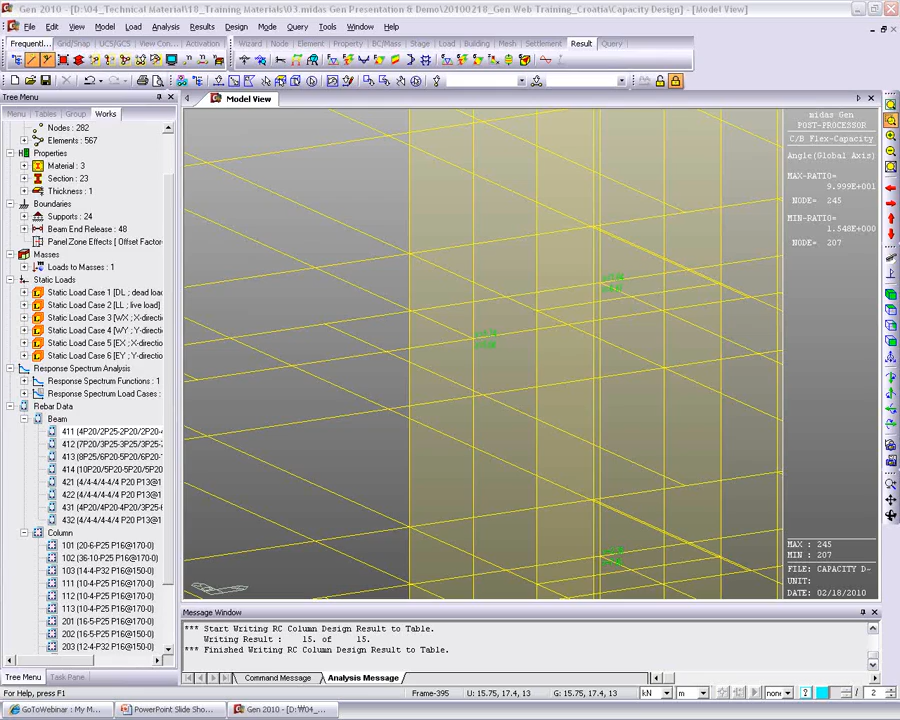 Gen 2010 - [D:\04_Technical Material\18_Training Materials\03.midas Gen Presentation & Demo\20100218_Gen Web Training_Croatia\Capacity Design] - [Model View]
File Edit View Model Load Analysis Results Design Mode Query Tools Window Help
Frequentl... Grid/Snap UCS/GCS View Con... Activation Wizard Node Element Property BC/Mass Stage Load Building Mesh Settlement Result Query
Tree Menu
Model View
Menu Tables Group Works
Nodes : 282
Elements : 567
Properties
Material : 3
Section : 23
Thickness : 1
Boundaries
Supports : 24
Beam End Release : 48
Panel Zone Effects [ Offset Factor
Masses
Loads to Masses : 1
Static Loads
Static Load Case 1 [DL ; dead loa
Static Load Case 2 [LL ; live load]
Static Load Case 3 [WX ; X-directi
Static Load Case 4 [WY ; Y-directi
Static Load Case 5 [EX ; X-directi
Static Load Case 6 [EY ; Y-directi
Response Spectrum Analysis
Response Spectrum Functions : 1
Response Spectrum Load Cases :
Rebar Data
Beam
411 (4P20/2P25-2P20/2P20-
412 (7P20/3P25-3P25/3P25-
413 (8P25/6P20-6P20/6P20-
414 (10P20/5P20-5P20/5P20-
421 (4/4-4/4-4/4 P20 P13@1
422 (4/4-4/4-4/4 P20 P13@
431 (4P20/4P20-4P20/3P25-
432 (4/4-4/4-4/4 P20 P13@
Column
101 (20-6-P25 P16@170-0)
102 (36-10-P25 P16@170-0)
103 (14-4-P32 P16@150-0)
111 (10-4-P25 P16@170-0)
112 (10-4-P25 P16@170-0)
113 (10-4-P25 P16@170-0)
201 (16-5-P25 P16@170-0)
202 (16-5-P25 P16@170-0)
203 (12-4-P25 P16@150-0)
Tree Menu Task Pane
midas Gen
POST-PROCESSOR
C/B Flex-Capacity
Angle(Global Axis)
MAX-RATIO=
9.999E+001
NODE= 245
MIN-RATIO=
1.548E+000
NODE= 207
MAX : 245
MIN : 207
FILE: CAPACITY D~
UNIT:
DATE: 02/18/2010
Message Window
*** Start Writing RC Column Design Result to Table.
Writing Result : 15. of 15.
*** Finished Writing RC Column Design Result to Table.
Command Message Analysis Message
For Help, press F1
Frame-395 U: 15.75, 17.4, 13 G: 15.75, 17.4, 13 kN m none ? / 2
GoToWebinar : My M... PowerPoint Slide Sho... Gen 2010 - [D:\04_...